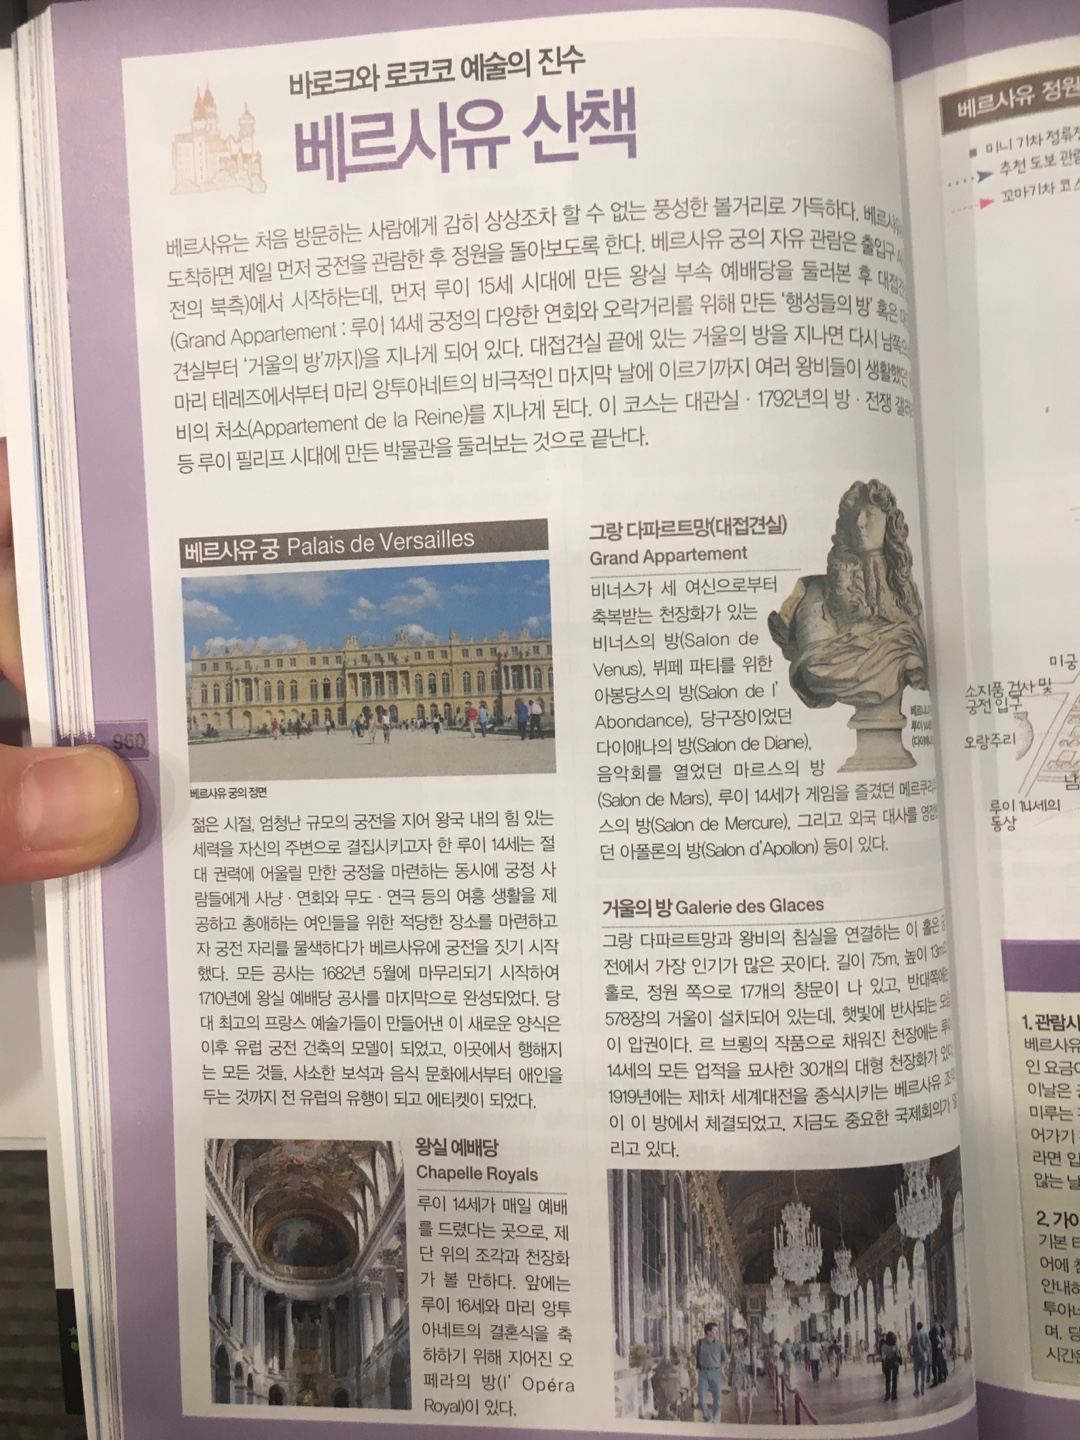 바로크와 로코코 예술의 진수
베르사유 산책
베르사유는 처음 방문하는 사람에게 감히 상상조차 할 수 없는 풍성한 볼거리로 가득하다. 베르사유
도착하면 제일 먼저 궁전을 관람한 후 정원을 돌아보도록 한다. 베르사유 궁의 자유 관람은 출입구
전의 북측)에서 시작하는데, 먼저 루이 15세 시대에 만든 왕실 부속 예배당을 둘러본 후 대접견
(Grand Appartement : 루이 14세 궁정의 다양한 연회와 오락거리를 위해 만든 '행성들의 방' 혹은
견실부터 '거울의 방'까지)을 지나게 되어 있다. 대접견실 끝에 있는 거울의 방을 지나면 다시 남쪽으
마리 테레즈에서부터 마리 앙투아네트의 비극적인 마지막 날에 이르기까지 여러 왕비들이 생활했던
비의 처소(Appartement de la Reine)를 지나게 된다. 이 코스는 대관실 · 1792년의 방 · 전쟁 갤러
등 루이 필리프 시대에 만든 박물관을 둘러보는 것으로 끝난다.
베르사유 궁 Palais de Versailles
베르사유 궁의 정면
젊은 시절, 엄청난 규모의 궁전을 지어 왕국 내의 힘 있는
세력을 자신의 주변으로 결집시키고자 한 루이 14세는 절
대 권력에 어울릴 만한 궁정을 마련하는 동시에 궁정 사
람들에게 사냥 · 연회와 무도 · 연극 등의 여흥 생활을 제
공하고 총애하는 여인들을 위한 적당한 장소를 마련하고
자 궁전 자리를 물색하다가 베르사유에 궁전을 짓기 시작
했다. 모든 공사는 1682년 5월에 마무리되기 시작하여
1710년에 왕실 예배당 공사를 마지막으로 완성되었다. 당
대 최고의 프랑스 예술가들이 만들어낸 이 새로운 양식은
이후 유럽 궁전 건축의 모델이 되었고, 이곳에서 행해지
는 모든 것들, 사소한 보석과 음식 문화에서부터 애인을
두는 것까지 전 유럽의 유행이 되고 에티켓이 되었다.
왕실 예배당
Chapelle Royals
루이 14세가 매일 예배
를 드렸다는 곳으로, 제
단 위의 조각과 천장화
가 볼 만하다. 앞에는
루이 16세와 마리 앙투
아네트의 결혼식을 축
하하기 위해 지어진 오
페라의 방(l' Opéra
Royal)이 있다.
그랑 다파르트망(대접견실)
Grand Appartement
비너스가 세 여신으로부터
축복받는 천장화가 있는
비너스의 방(Salon de
Venus), 뷔페 파티를 위한
아봉당스의 방(Salon de l'
Abondance), 당구장이었던
다이애나의 방(Salon de Diane),
음악회를 열었던 마르스의 방
(Salon de Mars), 루이 14세가 게임을 즐겼던 메르쿠리
스의 방(Salon de Mercure), 그리고 외국 대사를 영접
던 아폴론의 방(Salon d'Apollon) 등이 있다.
거울의 방 Galerie des Glaces
그랑 다파르트망과 왕비의 침실을 연결하는 이 홀은 궁
전에서 가장 인기가 많은 곳이다. 길이 75m, 높이 13m의
홀로, 정원 쪽으로 17개의 창문이 나 있고, 반대쪽에는
578장의 거울이 설치되어 있는데, 햇빛에 반사되는 모습
이 압권이다. 르 브룅의 작품으로 채워진 천장에는 루이
14세의 모든 업적을 묘사한 30개의 대형 천장화가 있다.
1919년에는 제1차 세계대전을 종식시키는 베르사유 조약
이 이 방에서 체결되었고, 지금도 중요한 국제회의가 열
리고 있다.
960
베르사유 정원
미니 기차 정류장
추천 도보 관람
꼬마기차 코스
미궁
소지품 검사 및
궁전 입구
오랑주리
루이 14세의
동상
1. 관람시
베르사유
인 요금이
이날은
미루는
어가기
라면 입
않는 날
2. 가이
기본
어에
안내하
투아네
며, 당
시간은